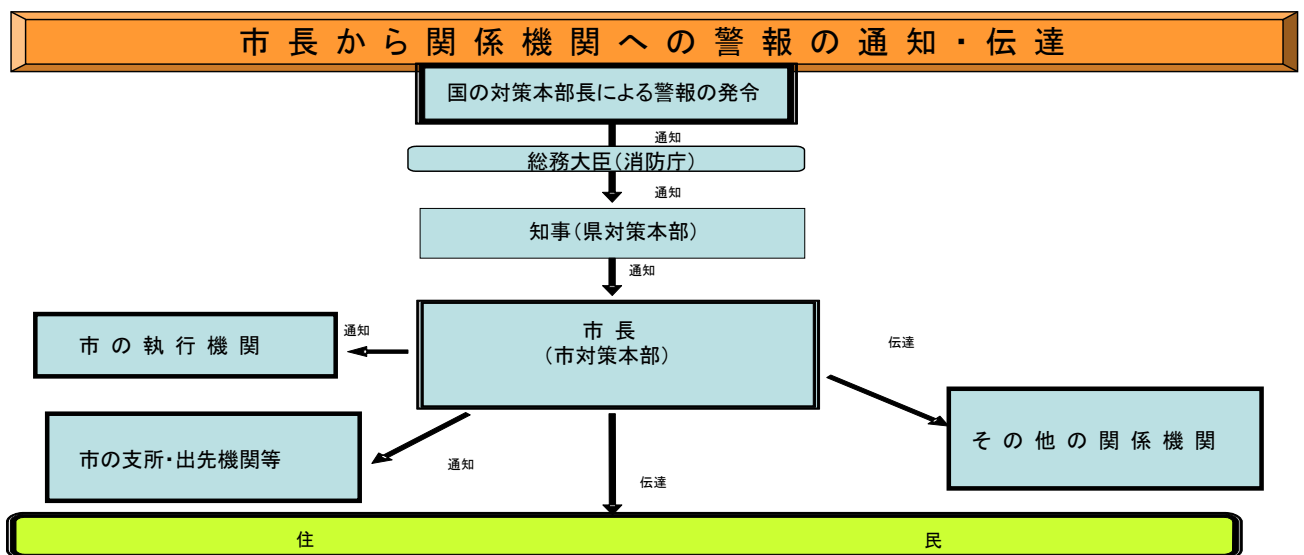 市長から関係機関への警報の通知・伝達
国の対策本部長による警報の発令
通知
総務大臣（消防庁）
通知
知事（県対策本部）
通知
市長
（市対策本部）
通知
市の執行機関
伝達
その他の関係機関
市の支所・出先機関等
通知
伝達
住民